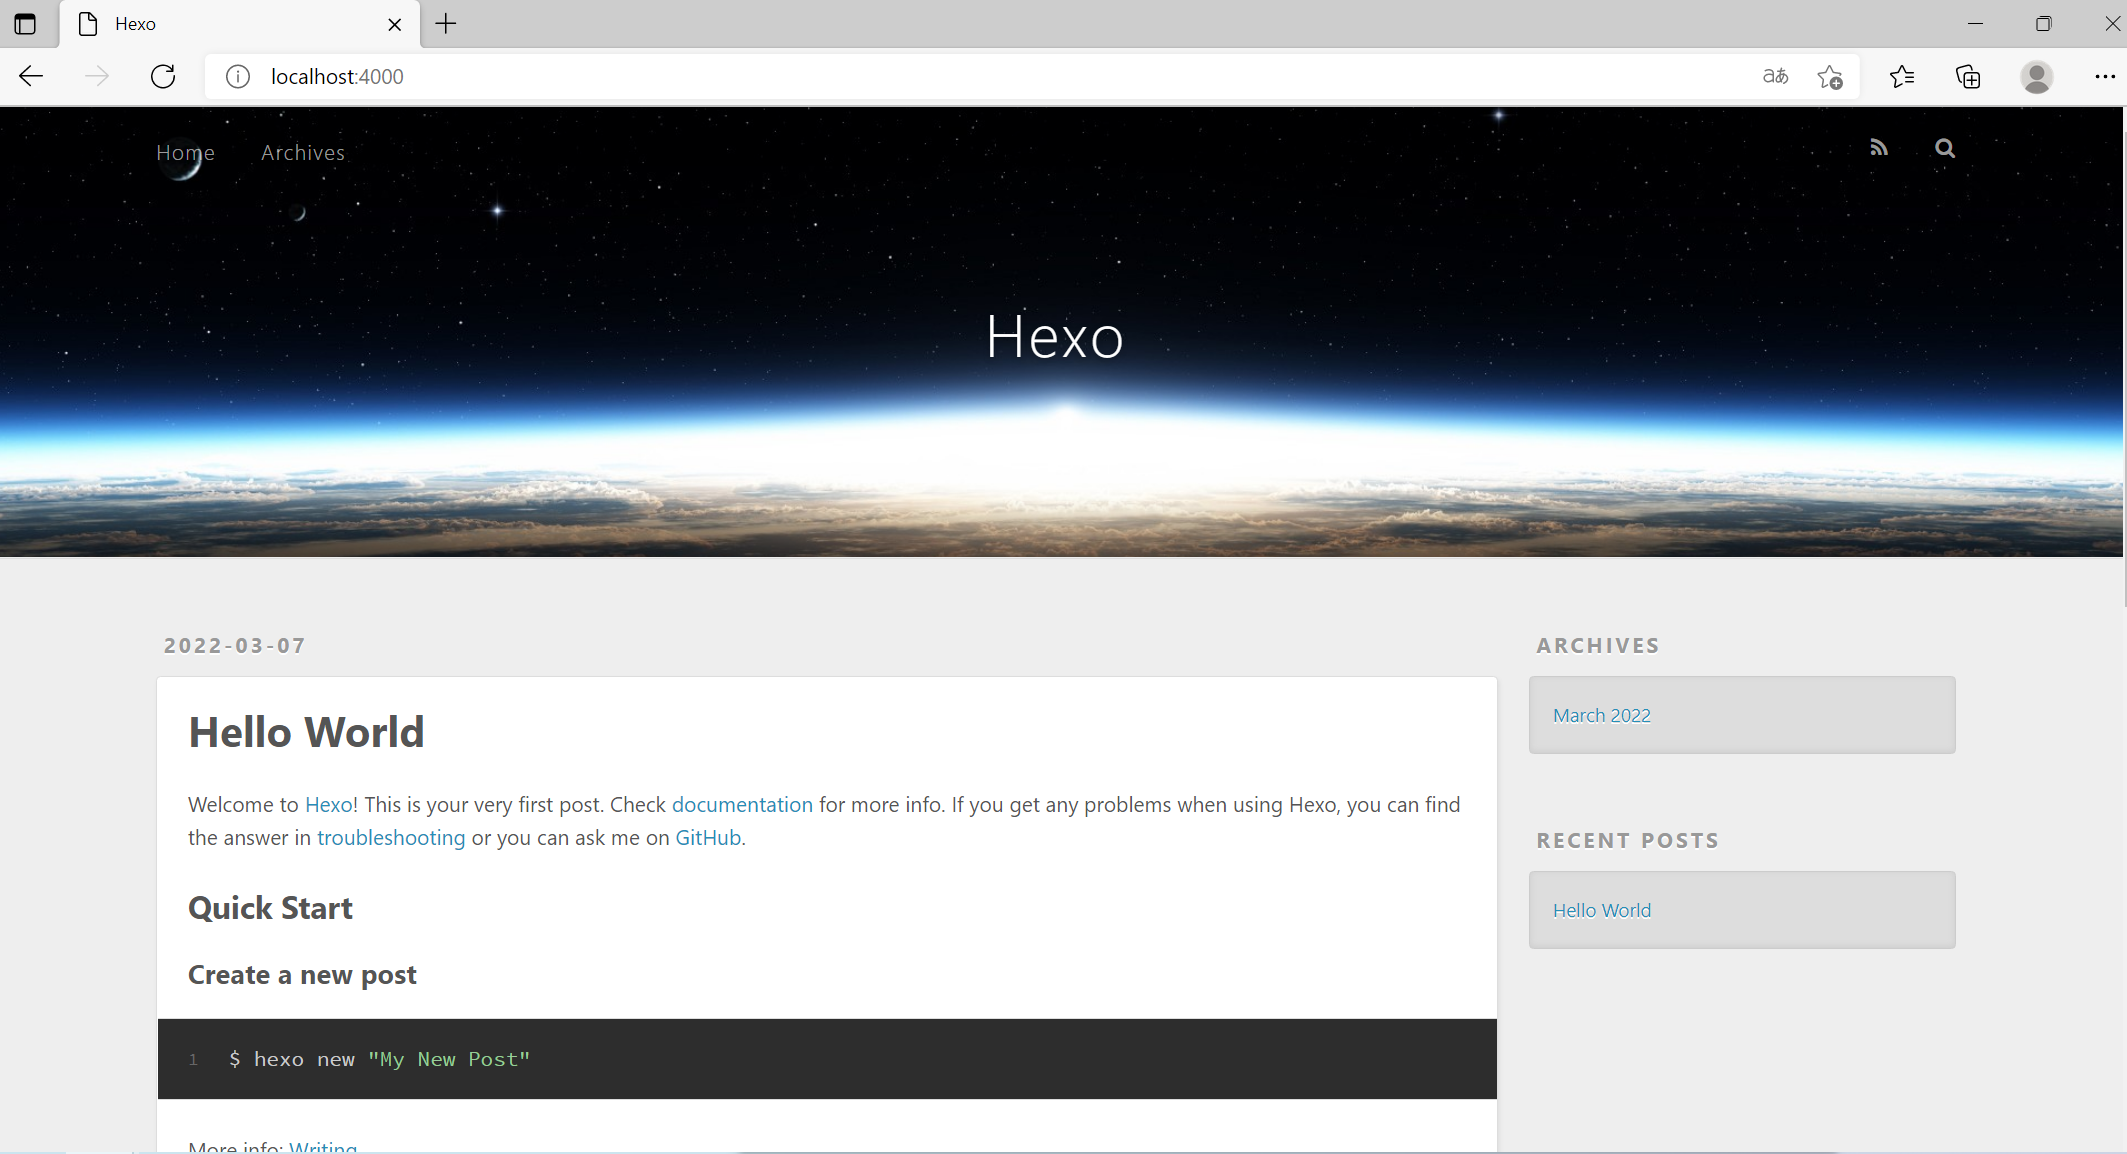 Hexo
localhost:4000
aあ
Home Archives
Hexo
2022-03-07
Hello World
Welcome to Hexo! This is your very first post. Check documentation for more info. If you get any problems when using Hexo, you can find
the answer in troubleshooting or you can ask me on GitHub.
Quick Start
Create a new post
1 $ hexo new "My New Post"
More info: Writing
ARCHIVES
March 2022
RECENT POSTS
Hello World